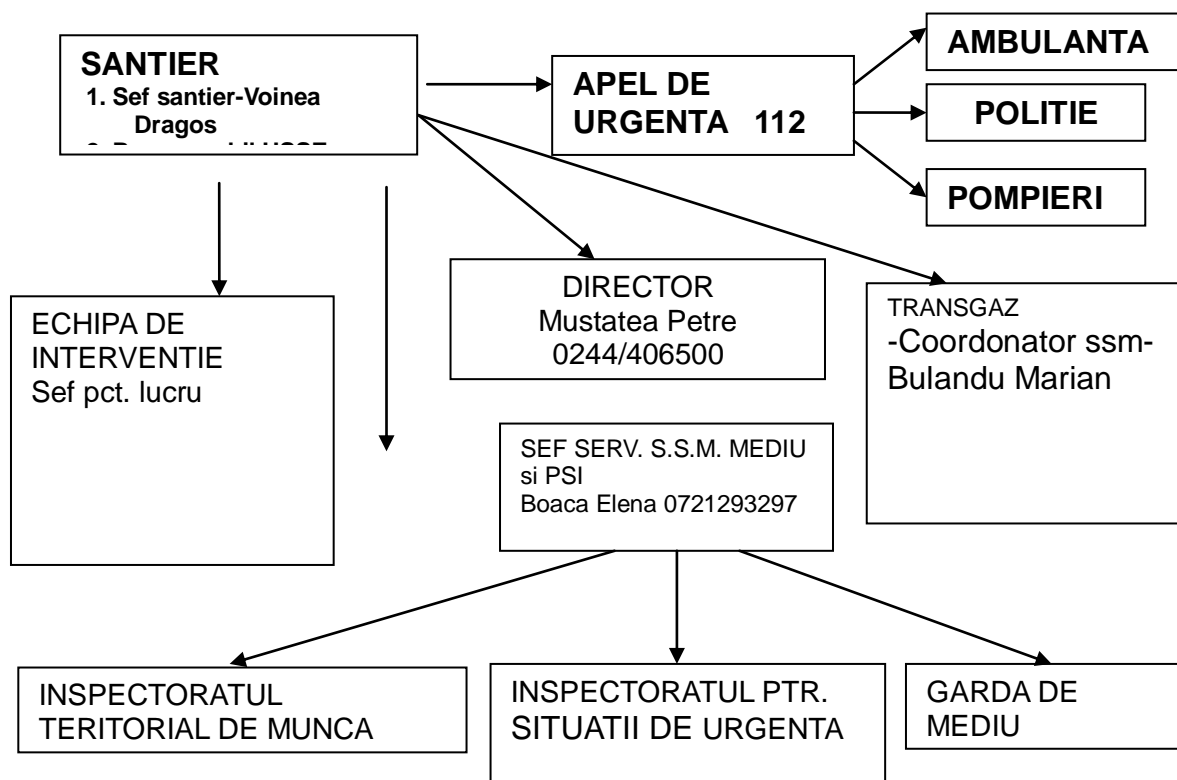 SANTIER
1. Sef santier-Voinea
Dragos
APEL DE
URGENTA 112
AMBULANTA
POLITIE
POMPIERI
ECHIPA DE
INTERVENTIE
Sef pct. lucru
DIRECTOR
Mustatea Petre
0244/406500
TRANSGAZ
-Coordonator ssm-
Bulandu Marian
SEF SERV. S.S.M. MEDIU
si PSI
Boaca Elena 0721293297
INSPECTORATUL
TERITORIAL DE MUNCA
INSPECTORATUL PTR.
SITUATII DE URGENTA
GARDA DE
MEDIU